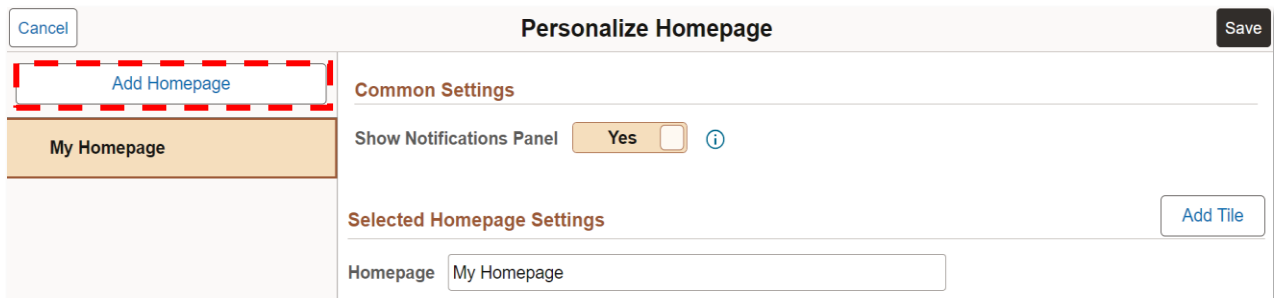 Cancel
Personalize Homepage
Save
Add Homepage
Common Settings
Show Notifications Panel Yes
My Homepage
Selected Homepage Settings
Add Tile
Homepage My Homepage